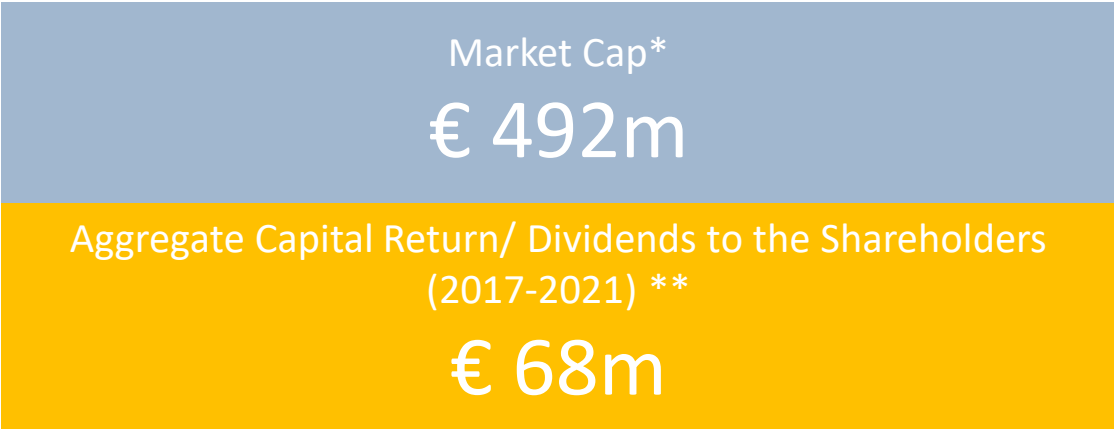 Market Cap*
€ 492m
Aggregate Capital Return/ Dividends to the Shareholders
(2017-2021) **
€ 68m